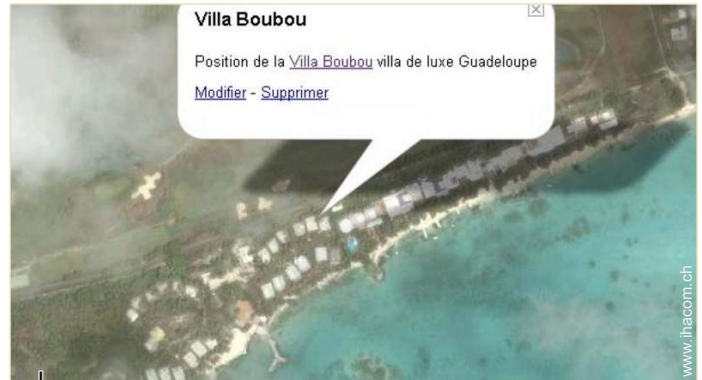 Villa Boubou
Position de la Villa Boubou villa de luxe Guadeloupe
Modifier - Supprimer
www.ihacom.ch